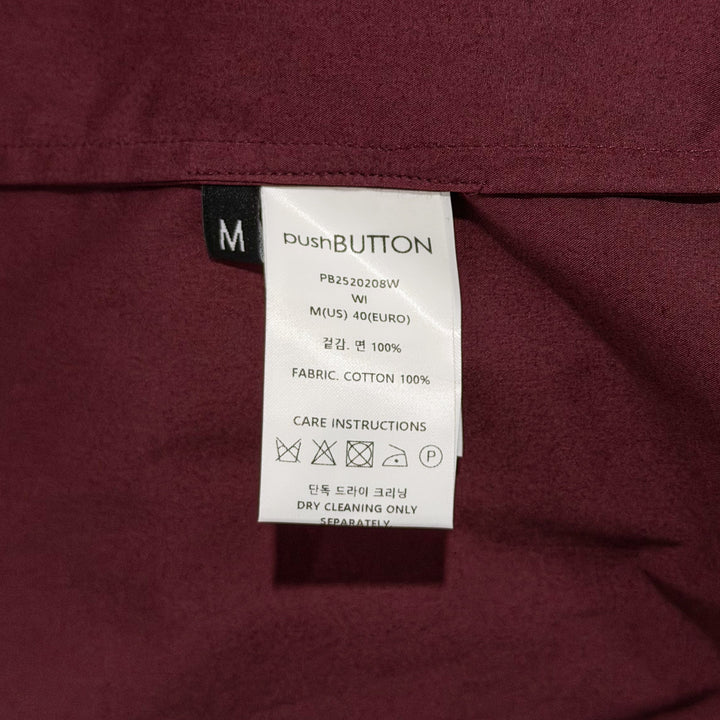 M
pushBUTTON
PB2520208W
WI
M(US) 40(EURO)
겉감. 면 100%
FABRIC. COTTON 100%
CARE INSTRUCTIONS
P
단독 드라이 크리닝
DRY CLEANING ONLY
SEPARATELY